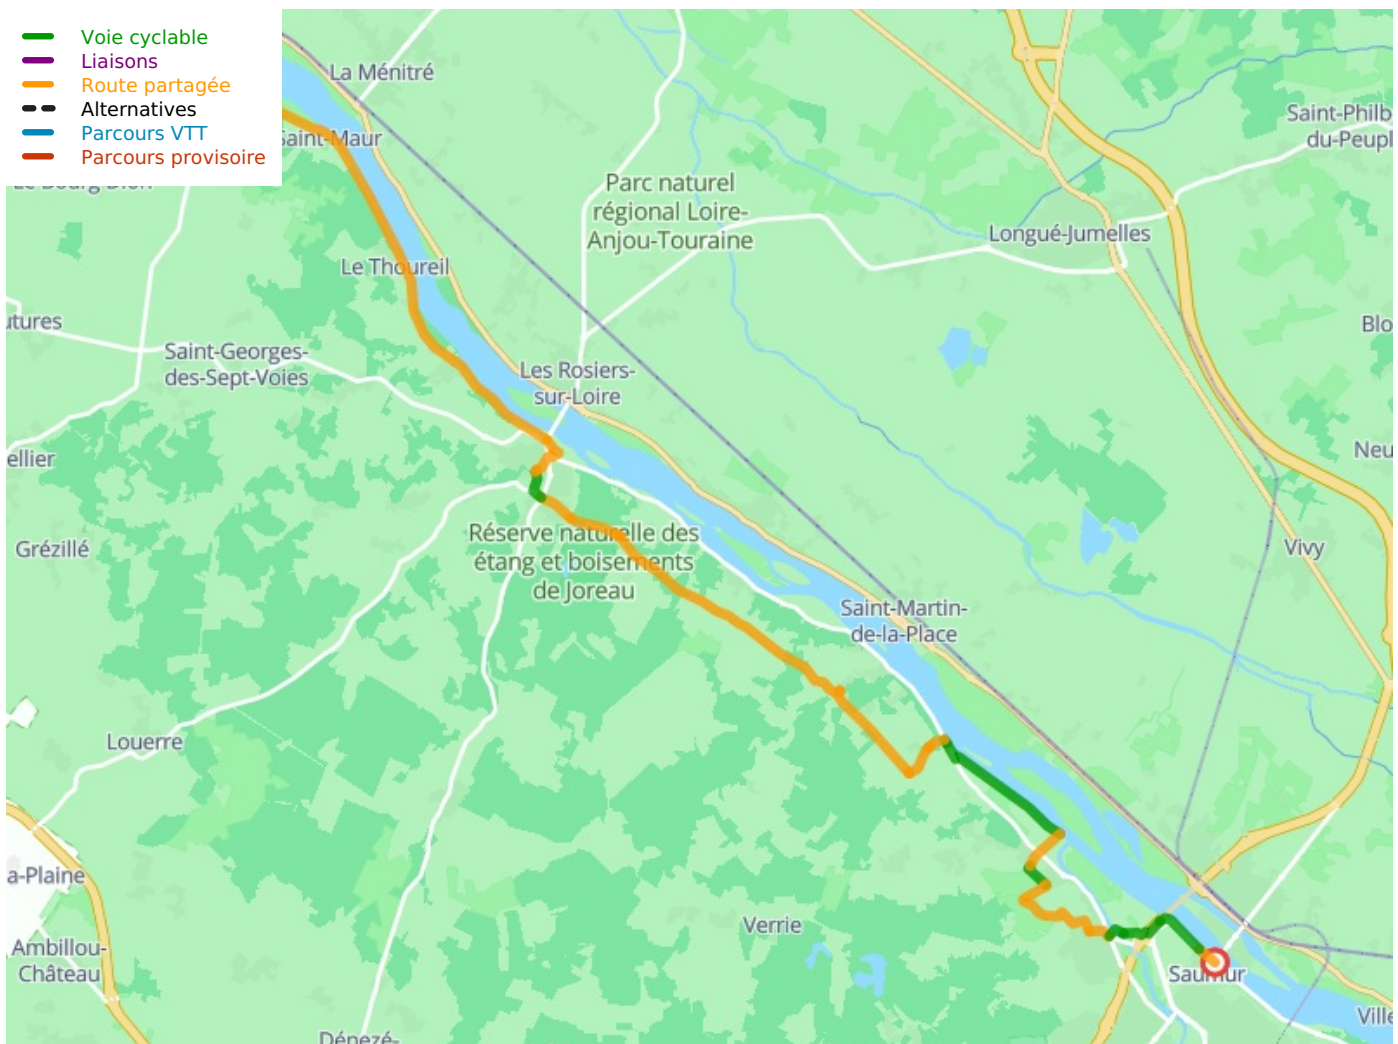 Voie cyclable
Liaisons
Route partagée
Alternatives
Parcours VTT
Parcours provisoire
La Ménitré
Saint-Philb
du-Peupl
Saint-Maur
Parc naturel
régional Loire-
Anjou-Touraine
Longué-Jumelles
Le Thoureil
utures
Blo
Saint-Georges-
des-Sept-Voies
Les Rosiers-
sur-Loire
ellier
Neu
Grézillé
Réserve naturelle des
étang et boisements
de Joreau
Vivy
Saint-Martin-
de-la-Place
Louerre
a-Plaine
Verrie
Ambillou-
Château
Saumur
Ville
Dénezé-